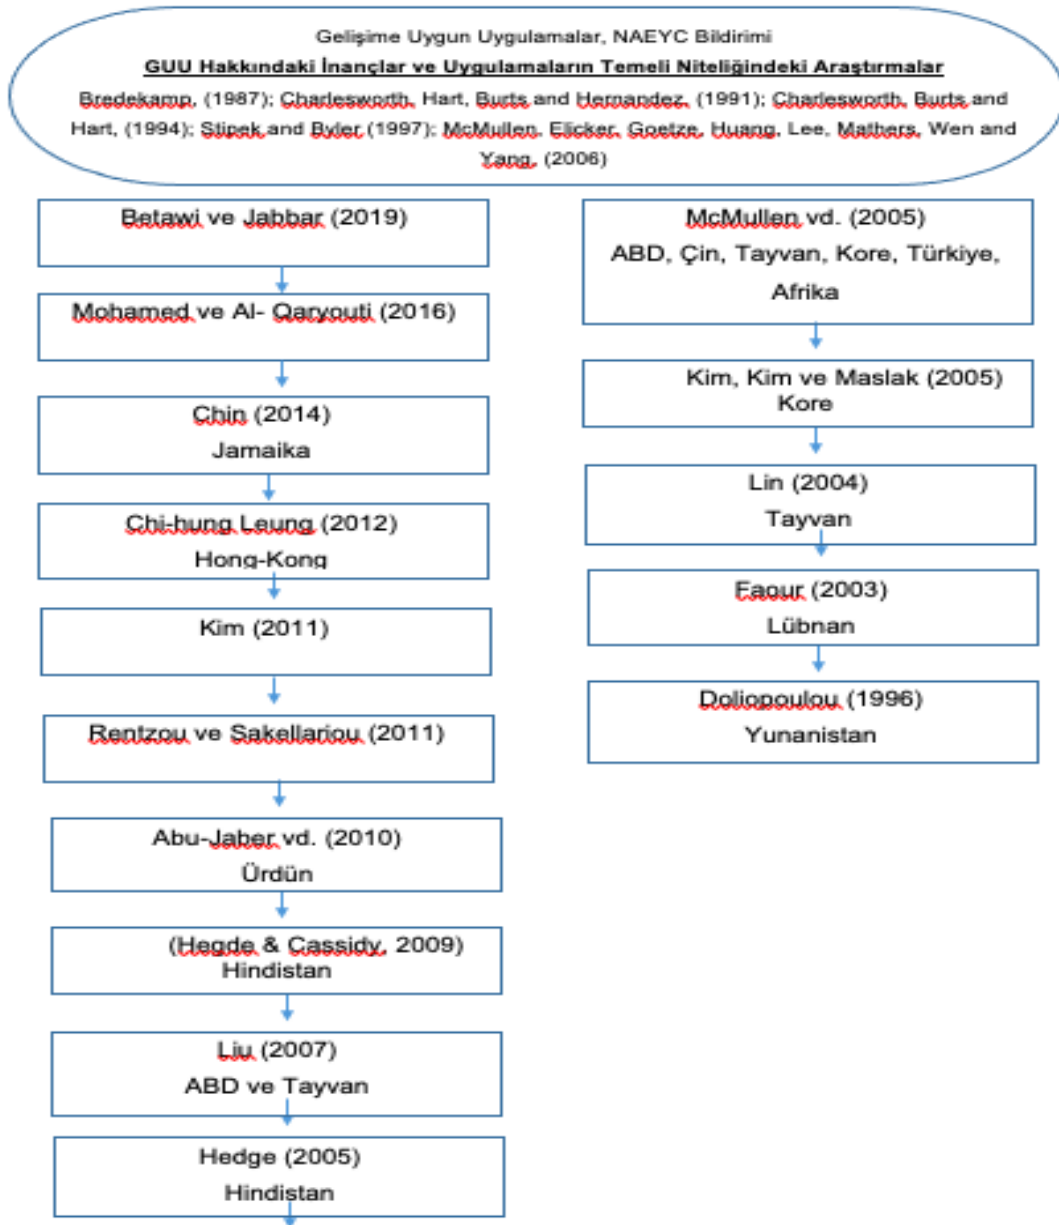 Gelişime Uygun Uygulamalar, NAEYC Bildirimi
GUU Hakkındaki İnançlar ve Uygulamaların Temeli Niteliğindeki Araştırmalar
Bredekamp, (1987); Charlesworth, Hart, Burts and Hernandez, (1991); Charlesworth, Burts and
Hart, (1994); Stipek and Byler (1997); McMullen, Elicker, Goetze, Huang, Lee, Mathers, Wen and
Yang, (2006)
Betawi ve Jabbar (2019)
Mohamed ve Al- Qaryouti (2016)
Chin (2014)
Jamaika
Chi-hung Leung (2012)
Hong-Kong
Kim (2011)
Rentzou ve Sakellariou (2011)
Abu-Jaber vd. (2010)
Ürdün
(Hegde & Cassidy, 2009)
Hindistan
Liu (2007)
ABD ve Tayvan
Hedge (2005)
Hindistan
McMullen vd. (2005)
ABD, Çin, Tayvan, Kore, Türkiye,
Afrika
Kim, Kim ve Maslak (2005)
Kore
Lin (2004)
Tayvan
Faour (2003)
Lübnan
Doliopoulou (1996)
Yunanistan